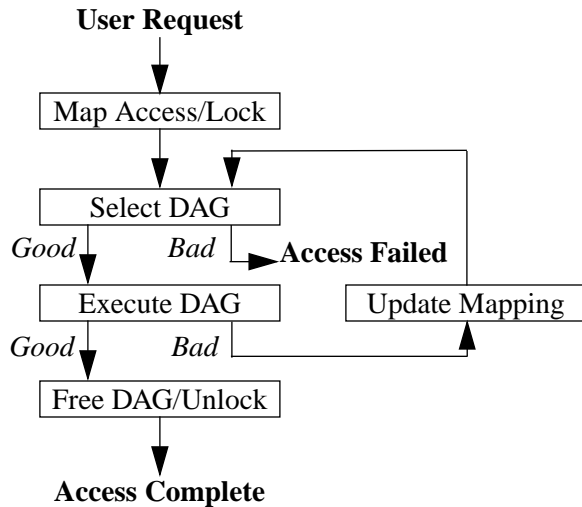 User Request
Map Access/Lock
Select DAG
Good
Bad
Access Failed
Execute DAG
Update Mapping
Good
Bad
Free DAG/Unlock
Access Complete